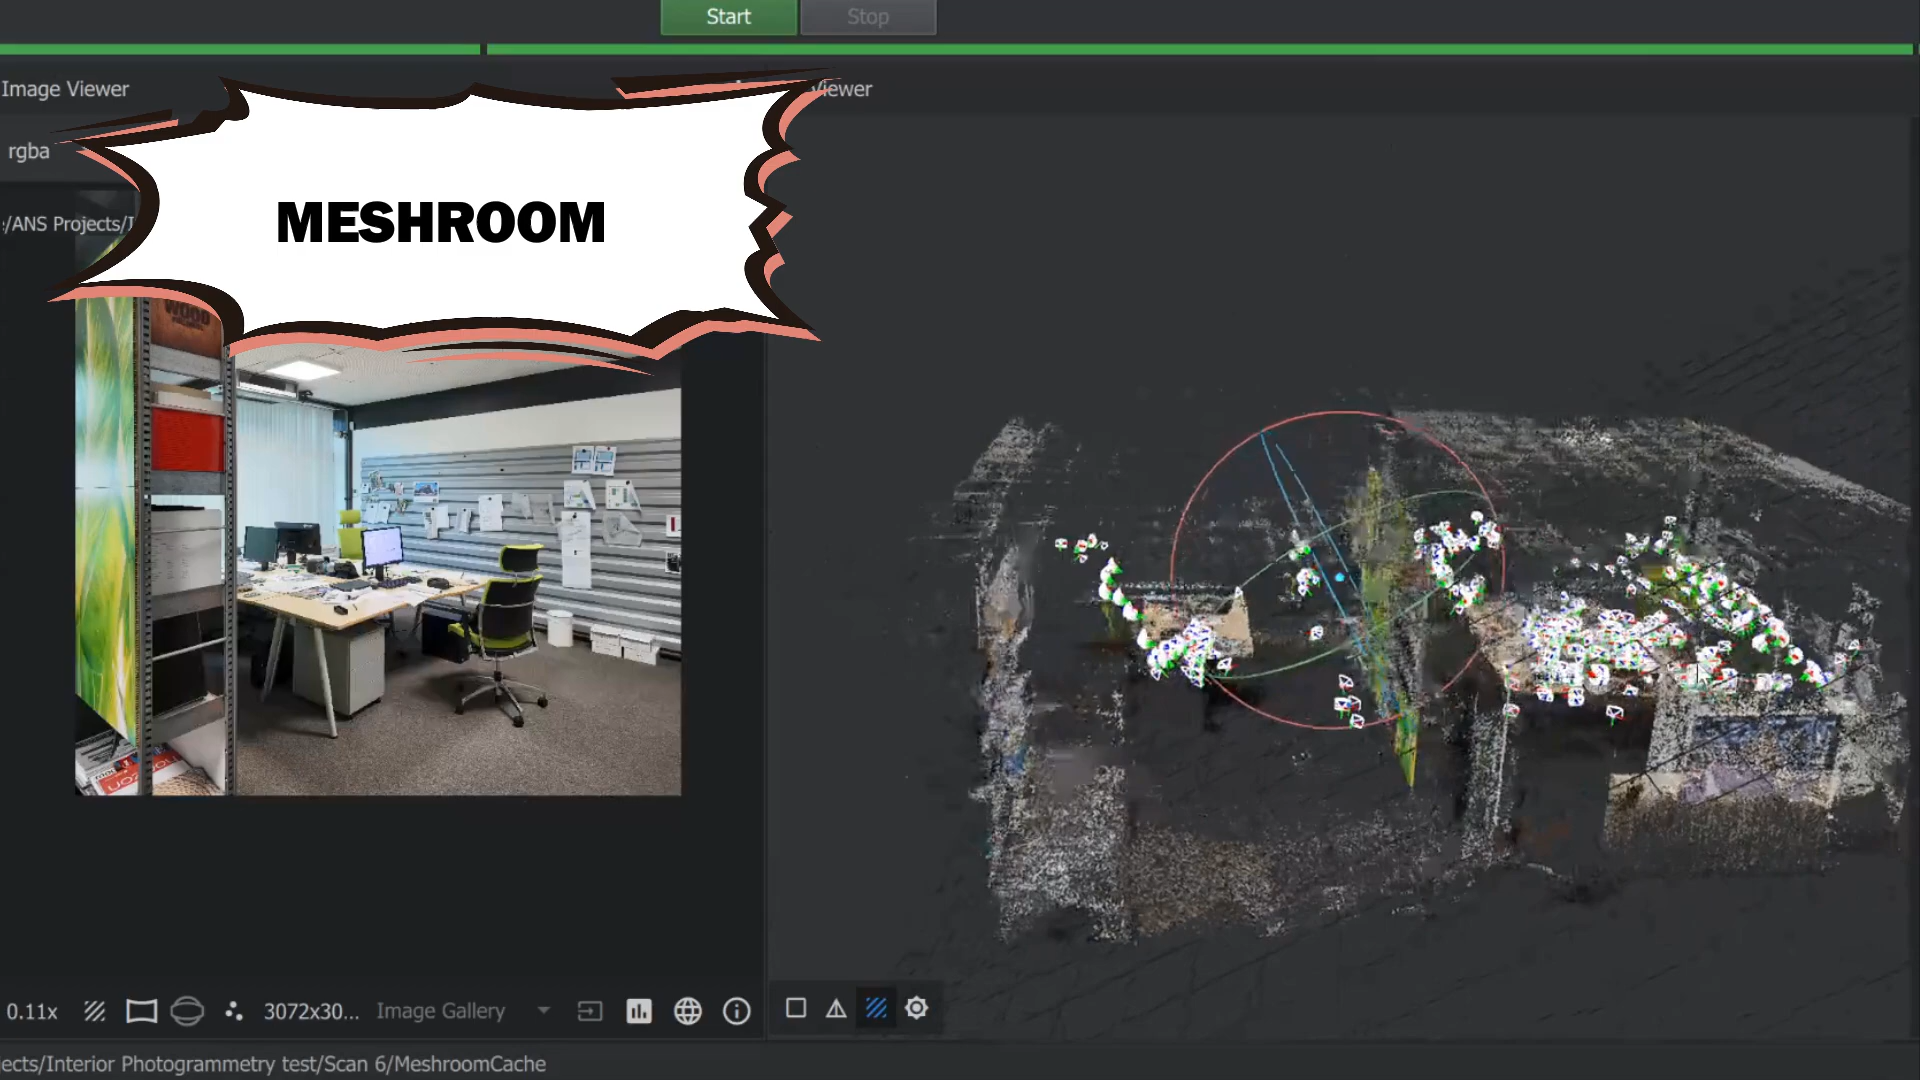 Start
Stop
Image Viewer
viewer
rgba
/ANS Projects/I
MESHROOM
WOOD
0.11x
3072x30...
Image Gallery
ects/Interior Photogrammetry test/Scan 6/MeshroomCache